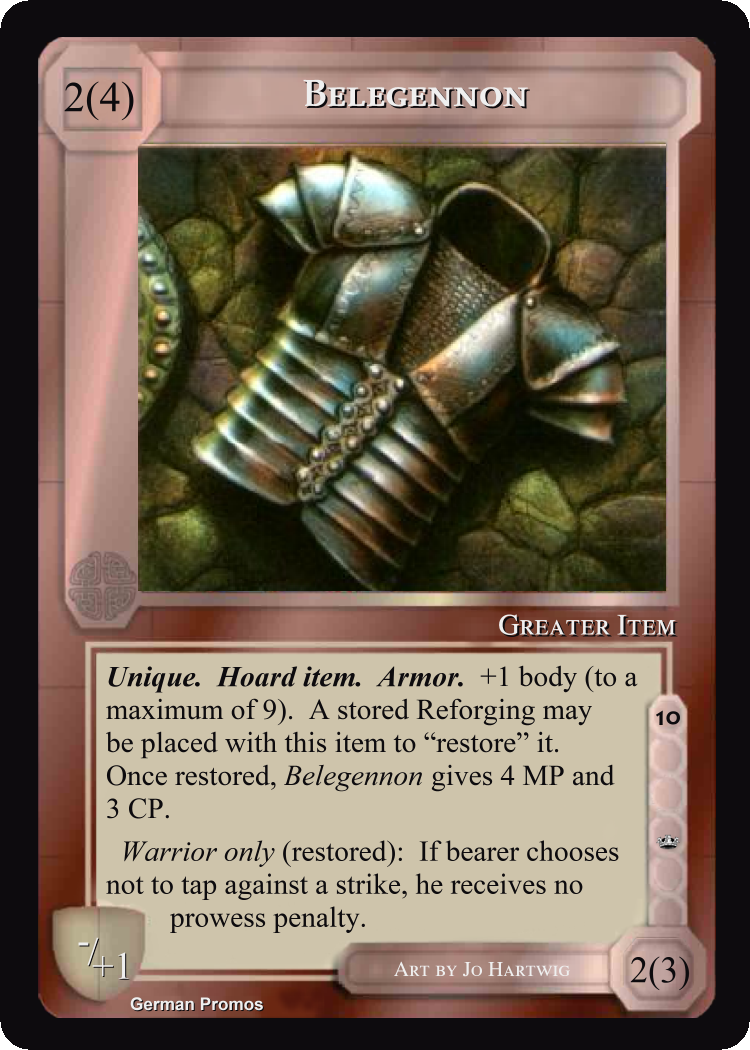 2(4)
Belegennon
Greater Item
Unique. Hoard item. Armor. +1 body (to a
maximum of 9). A stored Reforging may
be placed with this item to “restore” it.
Once restored, Belegennon gives 4 MP and
3 CP.
Warrior only (restored): If bearer chooses
not to tap against a strike, he receives no
prowess penalty.
10
-/+1
Art by Jo Hartwig
2(3)
German Promos